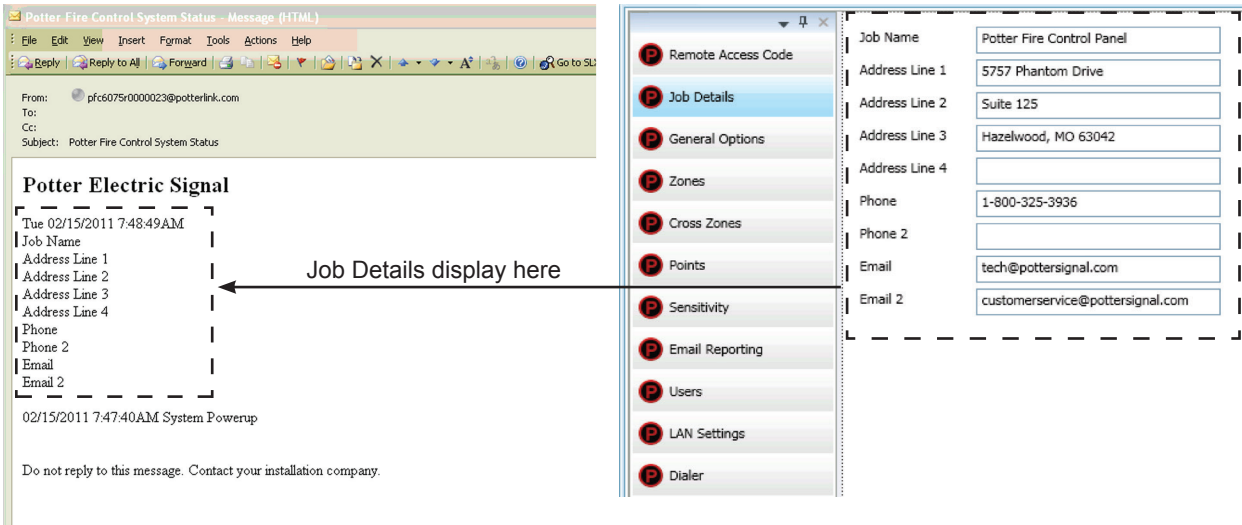 Potter Fire Control System Status - Message (HTML)
File Edit View Insert Format Tools Actions Help
Reply Reply to All Forward Go to
From: pfc6075r0000023@potterlink.com
To:
Cc:
Subject: Potter Fire Control System Status
Potter Electric Signal
Tue 02/15/2011 7:48:49AM
Job Name
Address Line 1
Address Line 2
Address Line 3
Address Line 4
Phone
Phone 2
Email
Email 2
02/15/2011 7:47:40AM System Powerup
Do not reply to this message. Contact your installation company.
Job Details display here
Remote Access Code
Job Details
General Options
Zones
Cross Zones
Points
Sensitivity
Email Reporting
Users
LAN Settings
Dialer
Job Name Potter Fire Control Panel
Address Line 1 5757 Phantom Drive
Address Line 2 Suite 125
Address Line 3 Hazelwood, MO 63042
Address Line 4
Phone 1-800-325-3936
Phone 2
Email tech@pottersignal.com
Email 2 customerservice@pottersignal.com